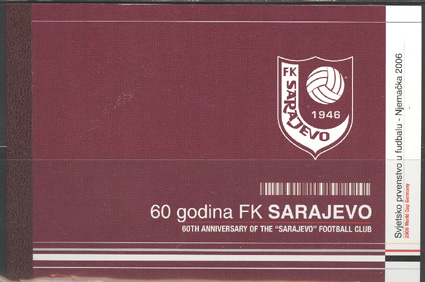 FK
SARAJEVO
1946
60 godina FK SARAJEVO
60TH ANNIVERSARY OF THE "SARAJEVO" FOOTBALL CLUB
Svjetsko prvenstvo u fudbalu - Njemačka 2006
2006 World Cup Germany